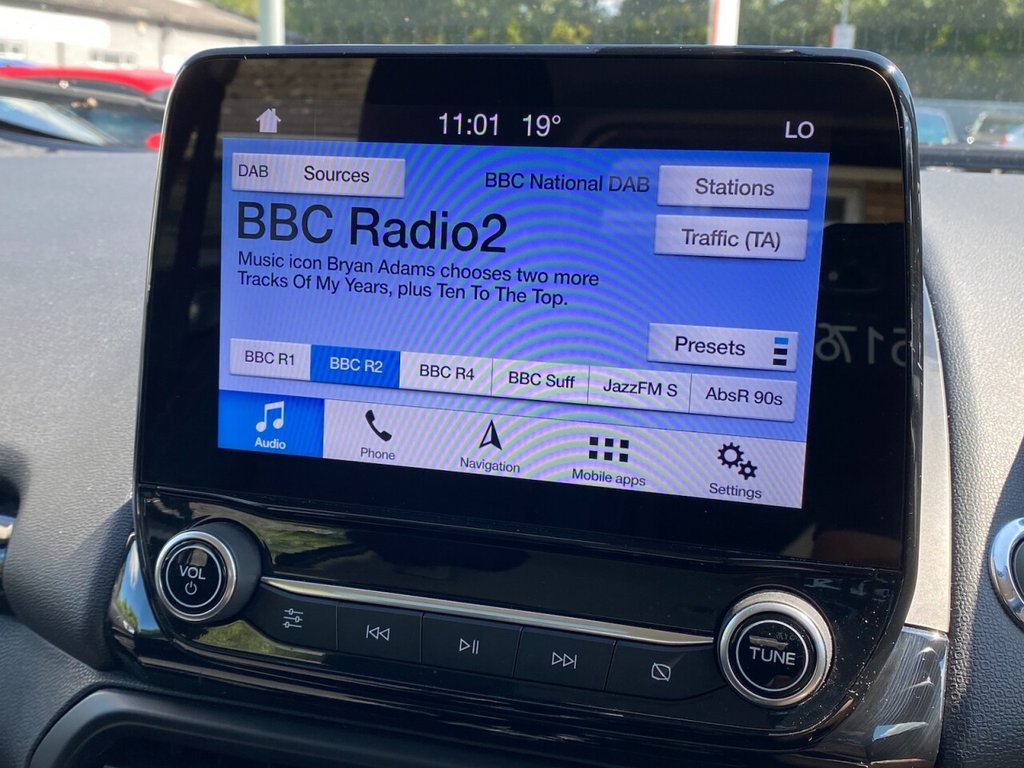 11:01 19° LO
DAB Sources BBC National DAB Stations
BBC Radio2
Traffic (TA)
Music icon Bryan Adams chooses two more
Tracks Of My Years, plus Ten To The Top.
Presets
BBC R1 BBC R2 BBC R4 BBC Suff JazzFM S AbsR 90s
Audio Phone Navigation Mobile apps Settings
VOL
TUNE